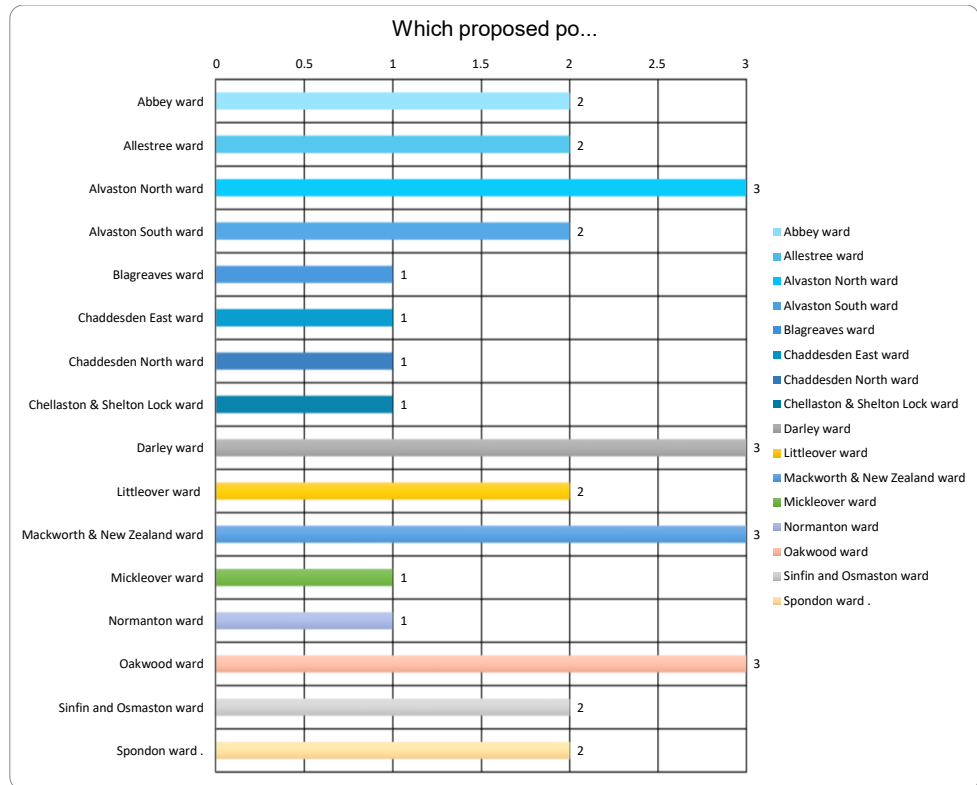 Which proposed po...
0 0.5 1 1.5 2 2.5 3
Abbey ward 2
Allestree ward 2
Alvaston North ward 3
Alvaston South ward 2
Blagreaves ward 1
Chaddesden East ward 1
Chaddesden North ward 1
Chellaston & Shelton Lock ward 1
Darley ward 3
Littleover ward 2
Mackworth & New Zealand ward 3
Mickleover ward 1
Normanton ward 1
Oakwood ward 3
Sinfin and Osmaston ward 2
Spondon ward . 2
Abbey ward
Allestree ward
Alvaston North ward
Alvaston South ward
Blagreaves ward
Chaddesden East ward
Chaddesden North ward
Chellaston & Shelton Lock ward
Darley ward
Littleover ward
Mackworth & New Zealand ward
Mickleover ward
Normanton ward
Oakwood ward
Sinfin and Osmaston ward
Spondon ward .